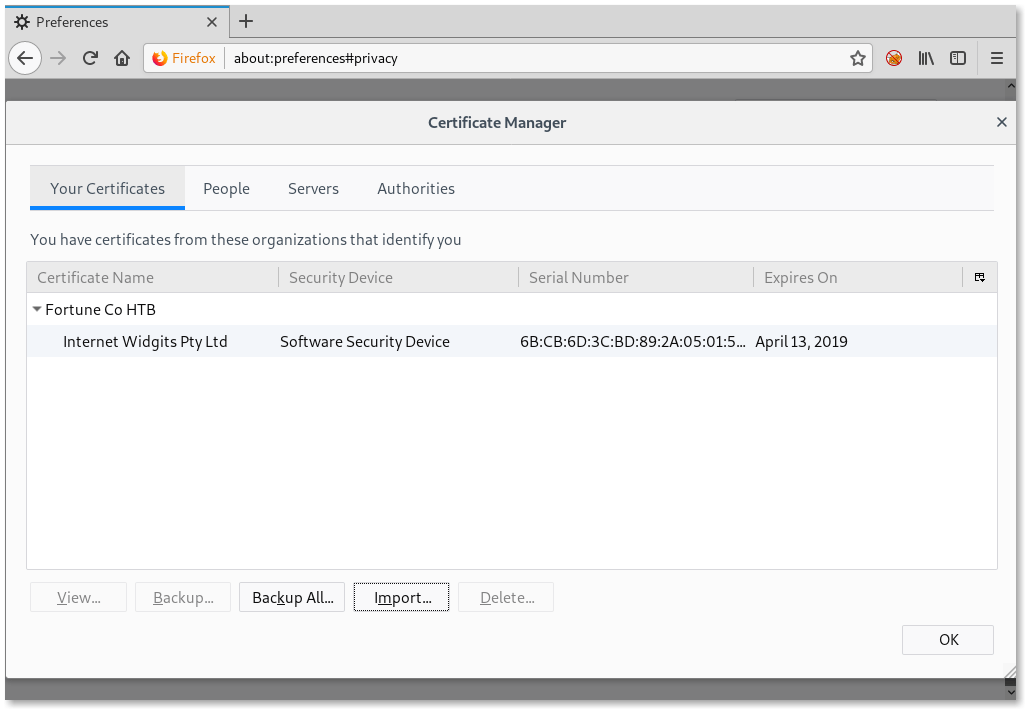 Preferences
Firefox about:preferences#privacy
Certificate Manager
Your Certificates People Servers Authorities
You have certificates from these organizations that identify you
Certificate Name Security Device Serial Number Expires On
Fortune Co HTB
Internet Widgits Pty Ltd Software Security Device 6B:CB:6D:3C:BD:89:2A:05:01:5... April 13, 2019
View... Backup... Backup All... Import... Delete...
OK